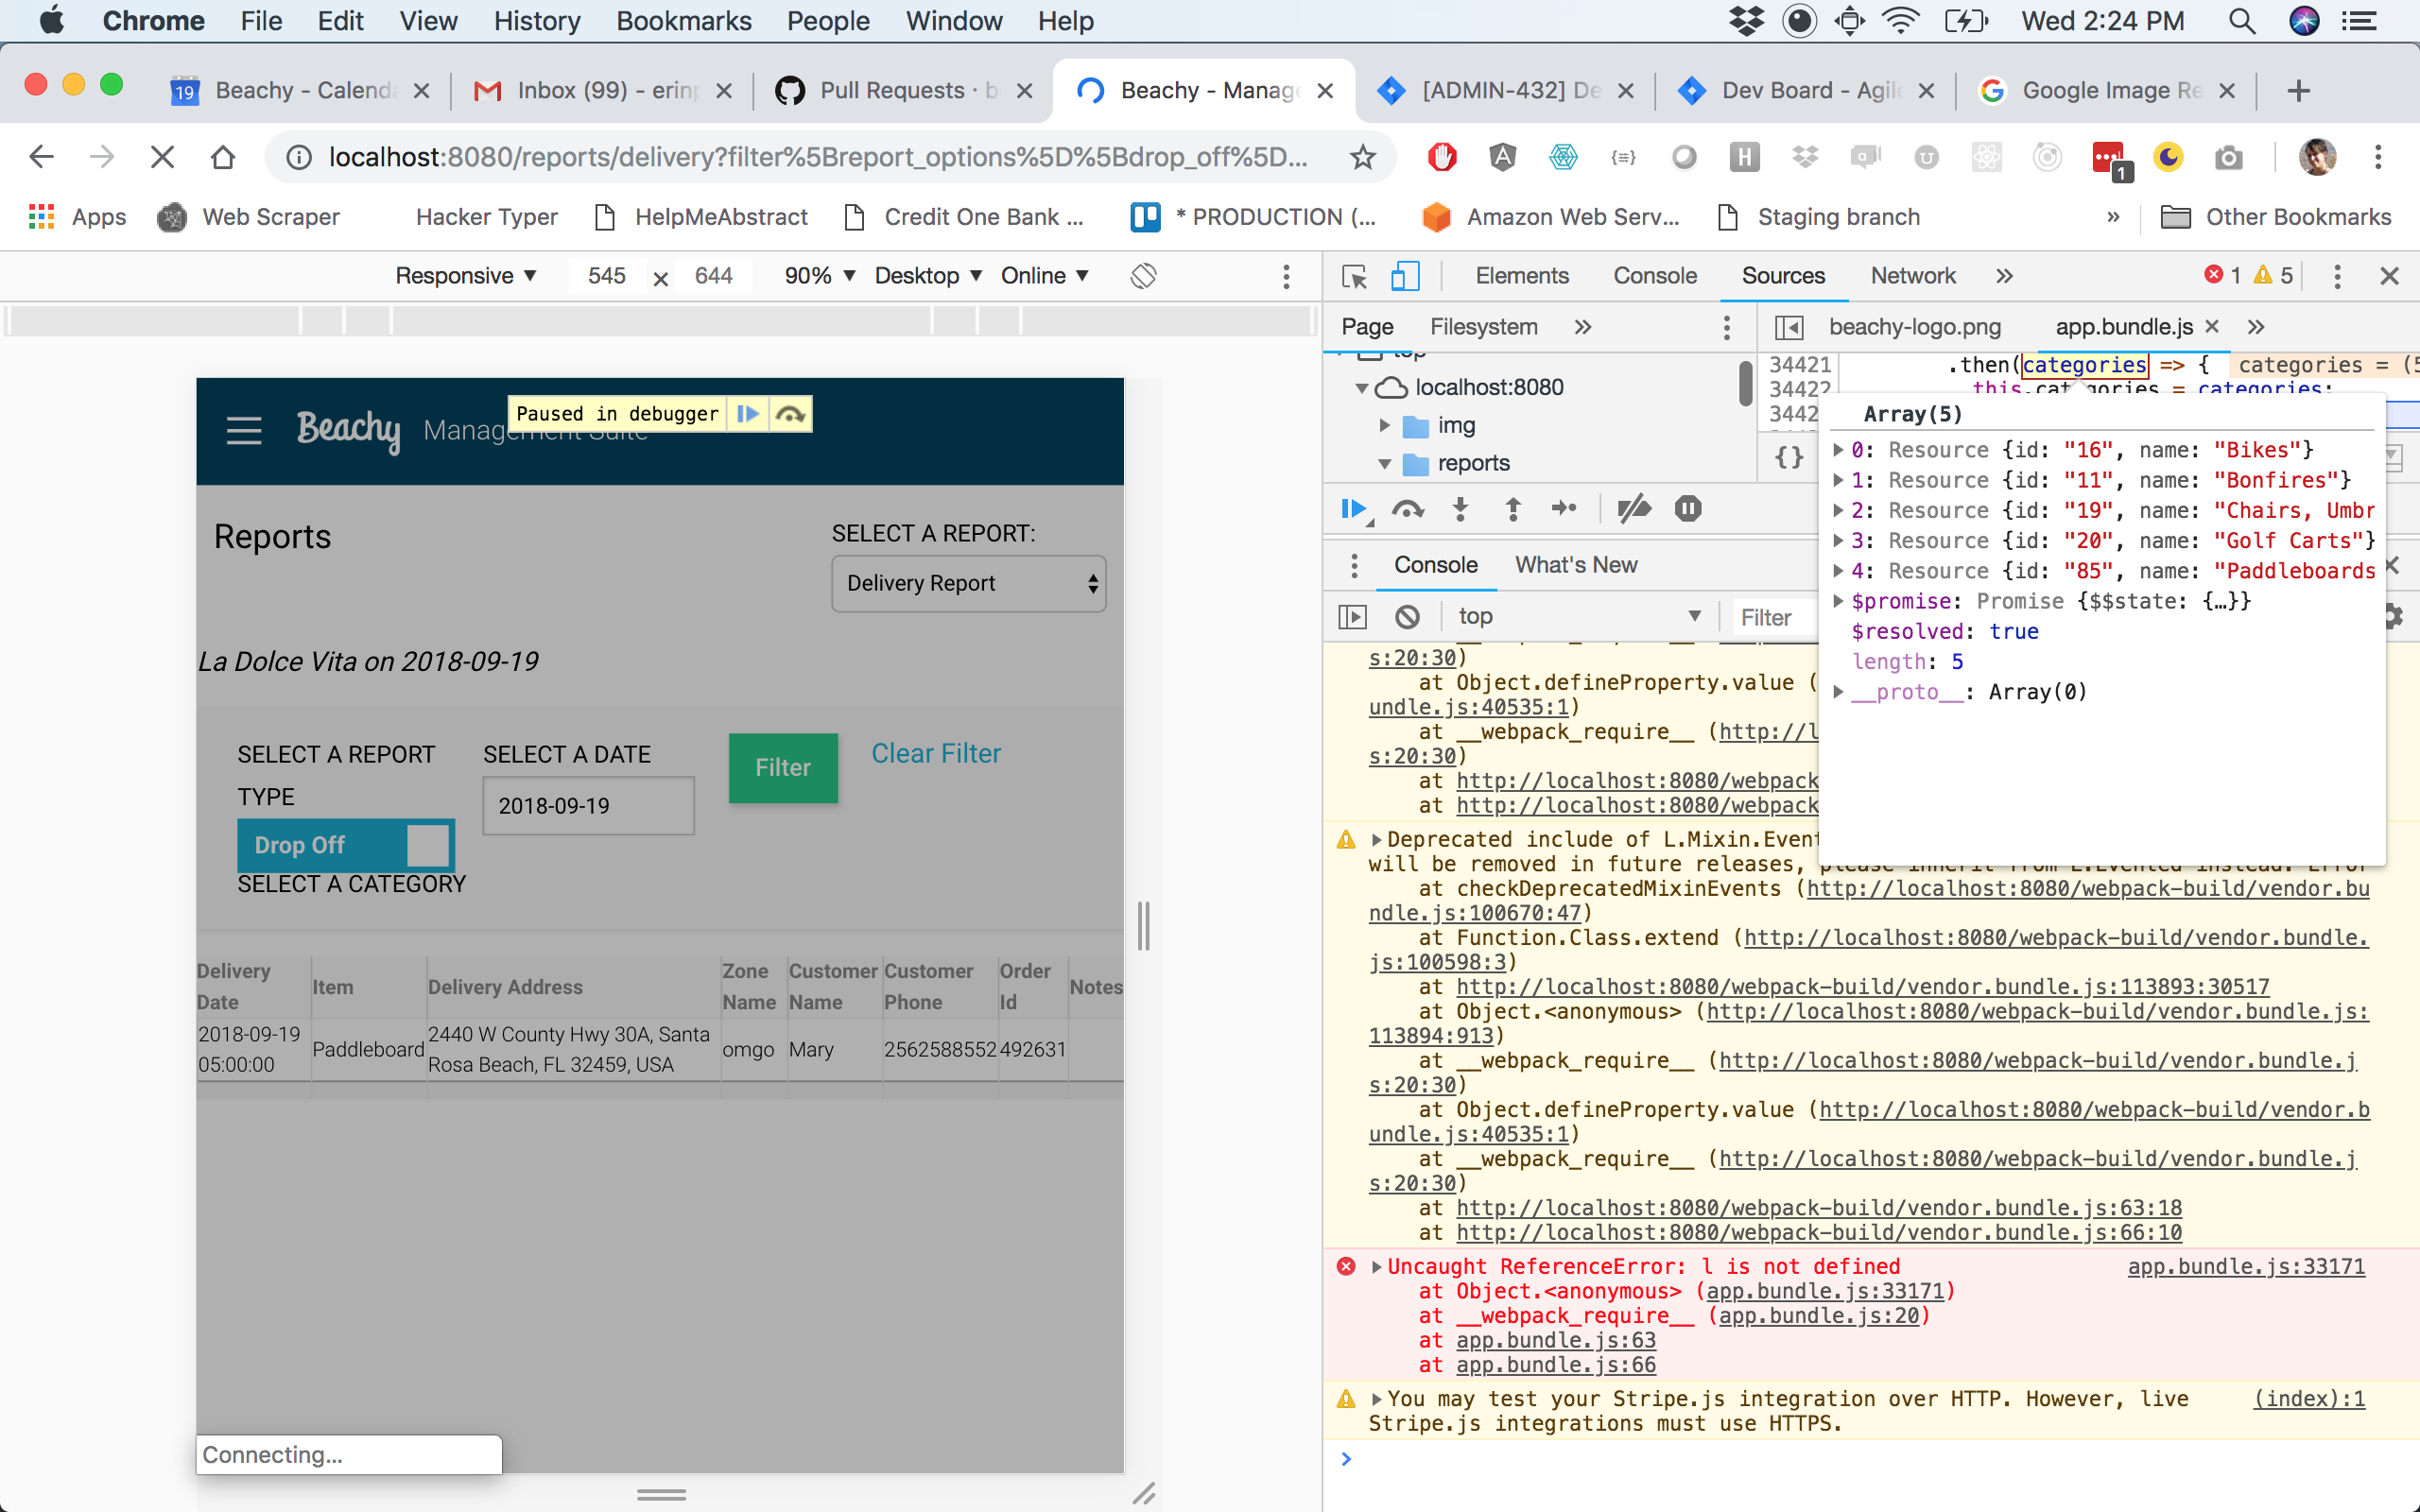 Chrome File Edit View History Bookmarks People Window Help Wed 2:24 PM
19 Beachy - Calenda Inbox (99) - erinp Pull Requests · b Beachy - Manage [ADMIN-432] De Dev Board - Agile Google Image Re
localhost:8080/reports/delivery?filter%5Breport_options%5D%5Bdrop_off%5D... 1
Apps Web Scraper Hacker Typer HelpMeAbstract Credit One Bank ... * PRODUCTION (... Amazon Web Serv... Staging branch » Other Bookmarks
Responsive 545 × 644 90% Desktop Online
Elements Console Sources Network » 1 5
Page Filesystem » beachy-logo.png app.bundle.js »
top
localhost:8080
img
reports
34421 .then(categories => { categories = (5
34422 this.categories = categories;
3442
{}
Array(5)
0: Resource {id: "16", name: "Bikes"}
1: Resource {id: "11", name: "Bonfires"}
2: Resource {id: "19", name: "Chairs, Umbr
3: Resource {id: "20", name: "Golf Carts"}
4: Resource {id: "85", name: "Paddleboards
$promise: Promise {$$state: {…}}
$resolved: true
length: 5
__proto__: Array(0)
Paused in debugger
Beachy Management Suite
Reports
SELECT A REPORT:
Delivery Report
La Dolce Vita on 2018-09-19
SELECT A REPORT
TYPE
Drop Off
SELECT A DATE
2018-09-19
Filter
Clear Filter
SELECT A CATEGORY
Delivery Date Item Delivery Address Zone Name Customer Name Customer Phone Order Id Notes
2018-09-19 05:00:00 Paddleboard 2440 W County Hwy 30A, Santa Rosa Beach, FL 32459, USA omgo Mary 2562588552 492631
Connecting...
Console What's New
top Filter
s:20:30)
at Object.defineProperty.value (
undle.js:40535:1)
at __webpack_require__ (http://l
s:20:30)
at http://localhost:8080/webpack
at http://localhost:8080/webpack
Deprecated include of L.Mixin.Event
will be removed in future releases, please inherit from L.Evented instead. Error
at checkDeprecatedMixinEvents (http://localhost:8080/webpack-build/vendor.bu
ndle.js:100670:47)
at Function.Class.extend (http://localhost:8080/webpack-build/vendor.bundle.
js:100598:3)
at http://localhost:8080/webpack-build/vendor.bundle.js:113893:30517
at Object.<anonymous> (http://localhost:8080/webpack-build/vendor.bundle.js:
113894:913)
at __webpack_require__ (http://localhost:8080/webpack-build/vendor.bundle.j
s:20:30)
at Object.defineProperty.value (http://localhost:8080/webpack-build/vendor.b
undle.js:40535:1)
at __webpack_require__ (http://localhost:8080/webpack-build/vendor.bundle.j
s:20:30)
at http://localhost:8080/webpack-build/vendor.bundle.js:63:18
at http://localhost:8080/webpack-build/vendor.bundle.js:66:10
Uncaught ReferenceError: l is not defined app.bundle.js:33171
at Object.<anonymous> (app.bundle.js:33171)
at __webpack_require__ (app.bundle.js:20)
at app.bundle.js:63
at app.bundle.js:66
You may test your Stripe.js integration over HTTP. However, live (index):1
Stripe.js integrations must use HTTPS.